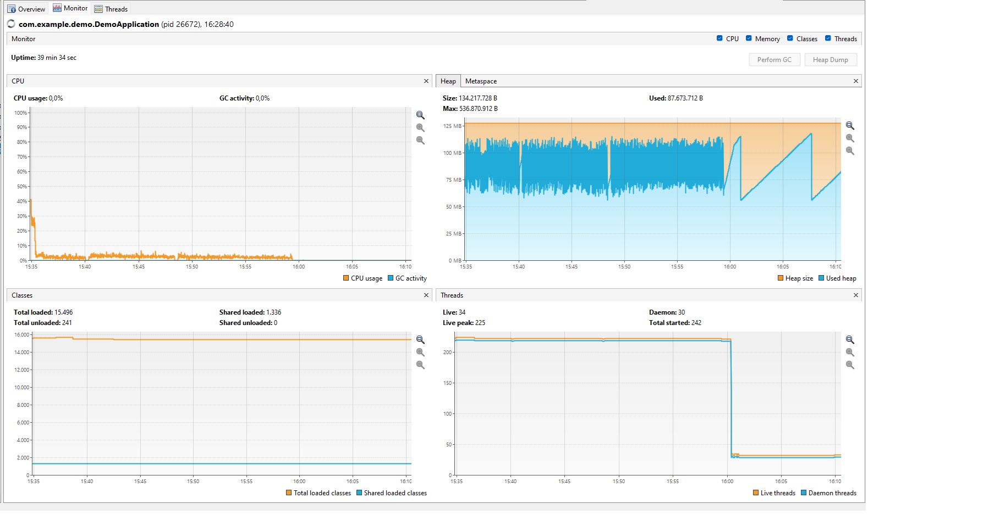 Overview Monitor Threads
com.example.demo.DemoApplication (pid 26672), 16:28:40
Monitor
CPU Memory Classes Threads
Uptime: 39 min 34 sec
Perform GC Heap Dump
CPU
CPU usage: 0,0% GC activity: 0,0%
100%
90%
80%
70%
60%
50%
40%
30%
20%
10%
0%
15:35 15:40 15:45 15:50 15:55 16:00 16:05 16:10
CPU usage GC activity
Heap Metaspace
Size: 134.217.728 B Used: 87.673.712 B
Max: 536.870.912 B
125 MB
100 MB
75 MB
50 MB
25 MB
0 MB
15:35 15:40 15:45 15:50 15:55 16:00 16:05 16:10
Heap size Used heap
Classes
Total loaded: 15.496 Shared loaded: 1.336
Total unloaded: 241 Shared unloaded: 0
16.000
14.000
12.000
10.000
8.000
6.000
4.000
2.000
0
15:35 15:40 15:45 15:50 15:55 16:00 16:05 16:10
Total loaded classes Shared loaded classes
Threads
Live: 34 Daemon: 30
Live peak: 225 Total started: 242
200
150
100
50
0
15:35 15:40 15:45 15:50 15:55 16:00 16:05 16:10
Live threads Daemon threads